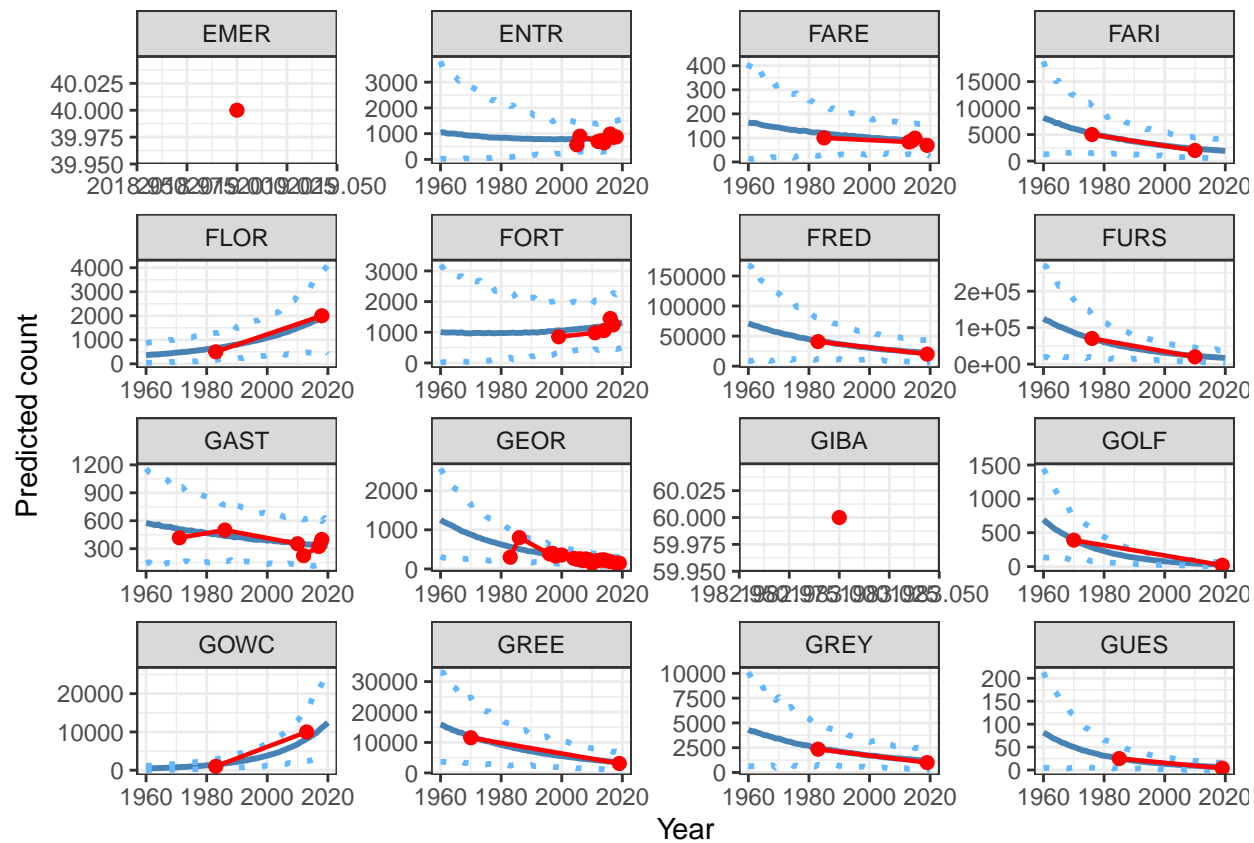 EMER ENTR FARE FARI
40.025
40.000
39.975
39.950
3000
2000
1000
0
400
300
200
100
0
15000
10000
5000
0
1960 1980 2000 2020
1960 1980 2000 2020
1960 1980 2000 2020
FLOR FORT FRED FURS
4000
3000
2000
1000
0
3000
2000
1000
0
150000
100000
50000
0
2e+05
1e+05
0e+00
1960 1980 2000 2020
1960 1980 2000 2020
1960 1980 2000 2020
1960 1980 2000 2020
Predicted count
GAST GEOR GIBA GOLF
1200
900
600
300
2000
1000
0
60.025
60.000
59.975
59.950
1500
1000
500
0
1960 1980 2000 2020
1960 1980 2000 2020
1960 1980 2000 2020
GOWC GREE GREY GUES
20000
10000
0
30000
20000
10000
0
10000
7500
5000
2500
0
200
150
100
50
0
1960 1980 2000 2020
1960 1980 2000 2020
1960 1980 2000 2020
1960 1980 2000 2020
Year